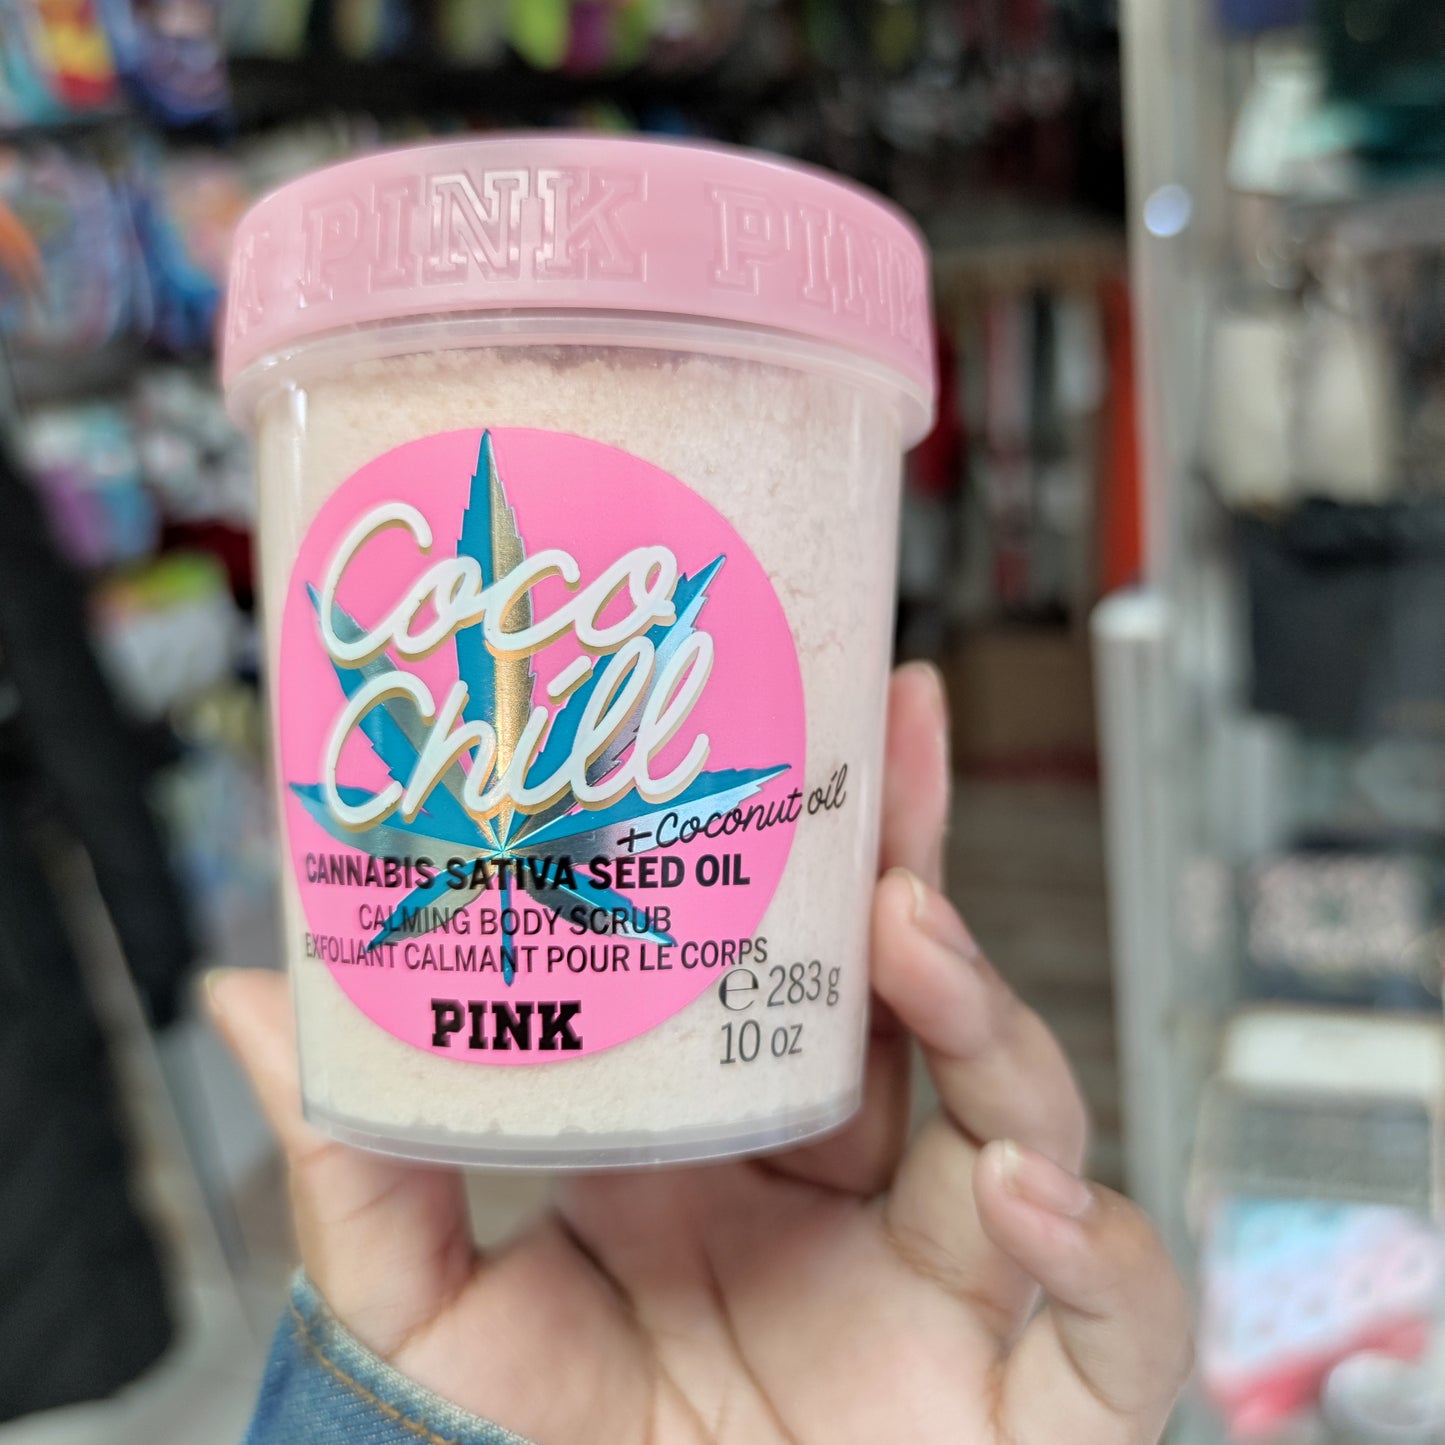 PINK PINK
Coco
Chill
+Coconut oil
CANNABIS SATIVA SEED OIL
CALMING BODY SCRUB
EXFOLIANT CALMANT POUR LE CORPS
℮ 283 g
10 oz
PINK